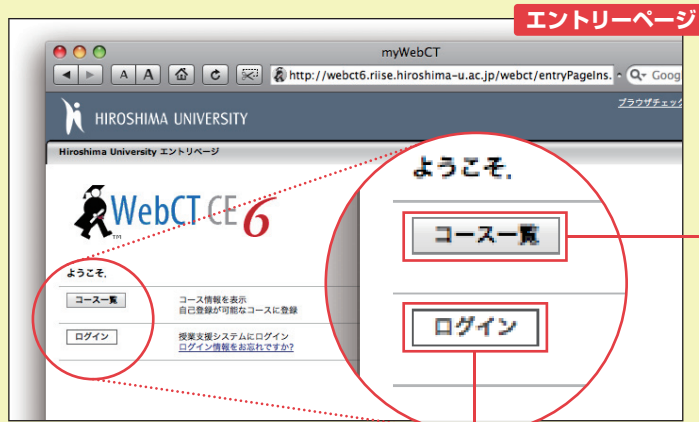 エントリーページ
myWebCT
A A
http://webct6.riise.hiroshima-u.ac.jp/webct/entryPageIns.
Goog
HIROSHIMA UNIVERSITY
ブラウザチェック
Hiroshima University エントリページ
WebCT CE 6
TM
ようこそ.
コース一覧
コース情報を表示
自己登録が可能なコースに登録
ログイン
授業支援システムにログイン
ログイン情報をお忘れですか?
ようこそ.
コース一覧
ログイン